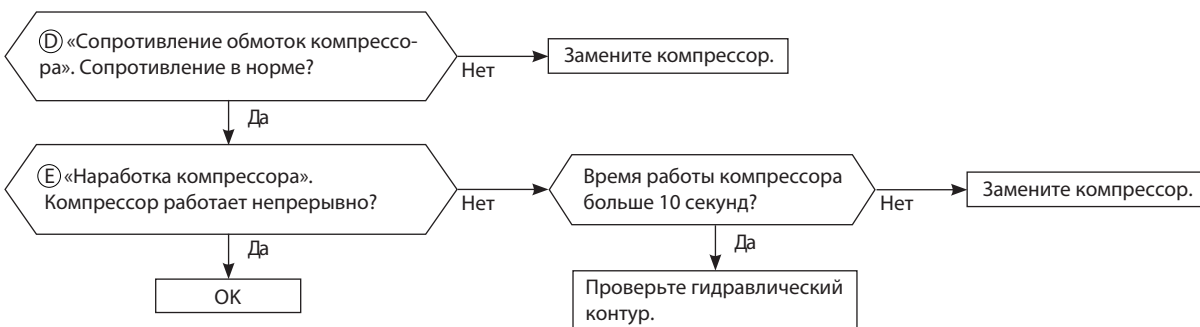 Ⓓ «Сопротивление обмоток компрессо-
ра». Сопротивление в норме?
Нет
Замените компрессор.
Да
Ⓔ «Наработка компрессора».
Компрессор работает непрерывно?
Нет
Время работы компрессора
больше 10 секунд?
Нет
Замените компрессор.
Да
Да
OK
Проверьте гидравлический
контур.